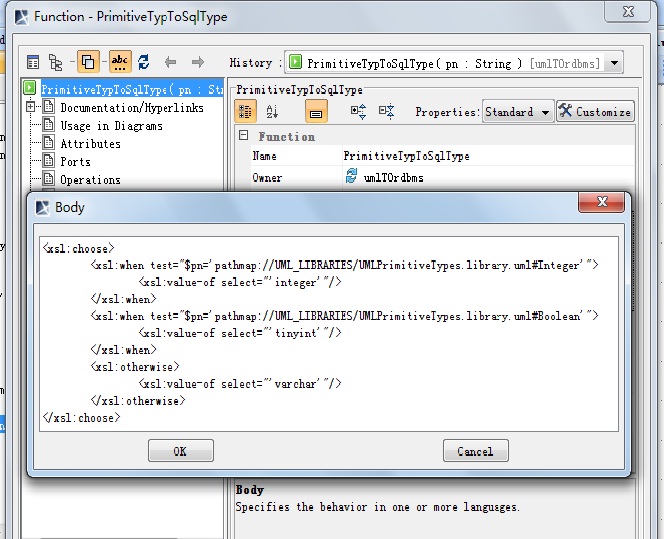 Function - PrimitiveTypToSqlType
History :
PrimitiveTypToSqlType( pn : String ) [umlTOrdbms]
PrimitiveTypToSqlType( pn : Str
Documentation/Hyperlinks
Usage in Diagrams
Attributes
Ports
Operations
PrimitiveTypToSqlType
Properties: Standard Customize
Function
Name PrimitiveTypToSqlType
Owner umlTOrdbms
Body
<xsl:choose>
<xsl:when test="$pn='pathmap://UML_LIBRARIES/UMLPrimitiveTypes.library.uml#Integer'">
<xsl:value-of select="'integer'"/>
</xsl:when>
<xsl:when test="$pn='pathmap://UML_LIBRARIES/UMLPrimitiveTypes.library.uml#Boolean'">
<xsl:value-of select="'tinyint'"/>
</xsl:when>
<xsl:otherwise>
<xsl:value-of select="'varchar'"/>
</xsl:otherwise>
</xsl:choose>
OK Cancel
Body
Specifies the behavior in one or more languages.